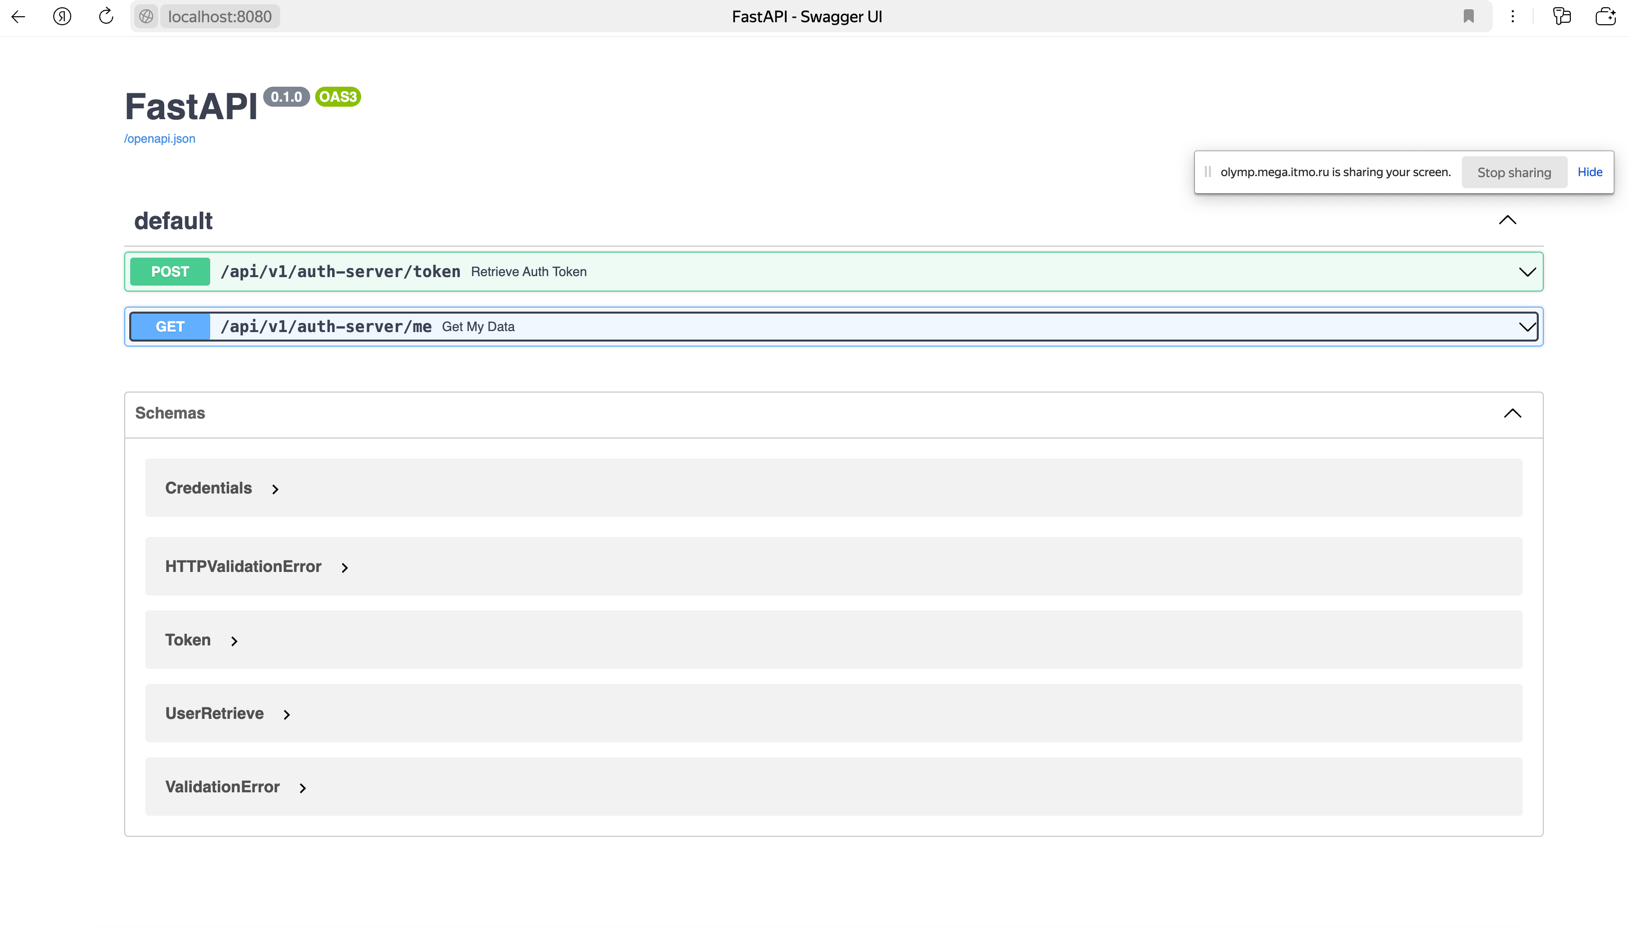 localhost:8080
FastAPI - Swagger UI
FastAPI 0.1.0 OAS3
/openapi.json
olymp.mega.itmo.ru is sharing your screen. Stop sharing Hide
default
POST /api/v1/auth-server/token Retrieve Auth Token
GET /api/v1/auth-server/me Get My Data
Schemas
Credentials
HTTPValidationError
Token
UserRetrieve
ValidationError